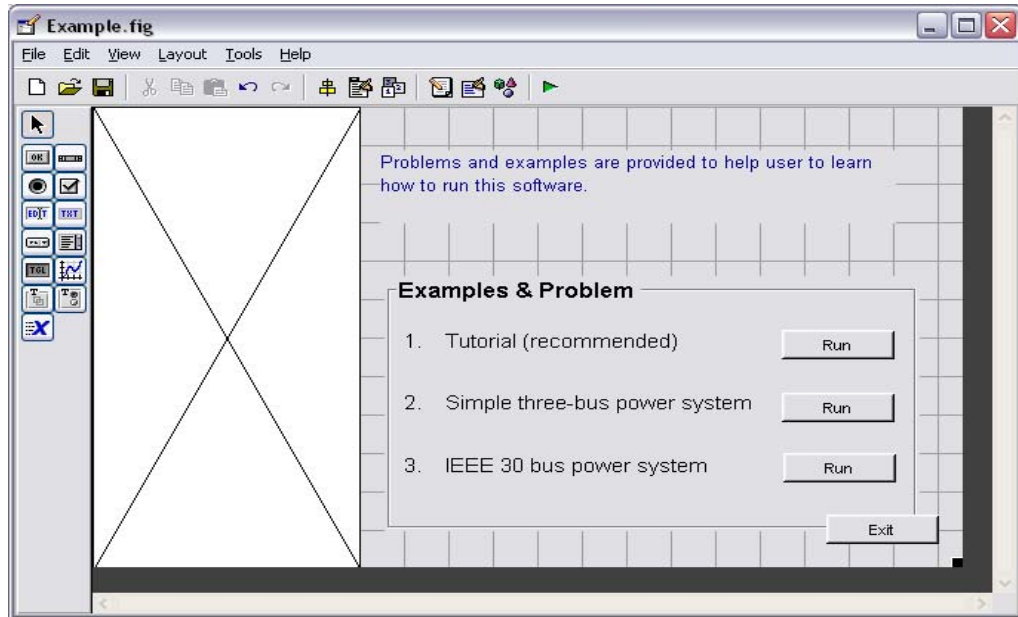 Example.fig
File Edit View Layout Tools Help
OK
EDIT TXT
TGL
T T
X
Problems and examples are provided to help user to learn
how to run this software.
Examples & Problem
1. Tutorial (recommended) Run
2. Simple three-bus power system Run
3. IEEE 30 bus power system Run
Exit